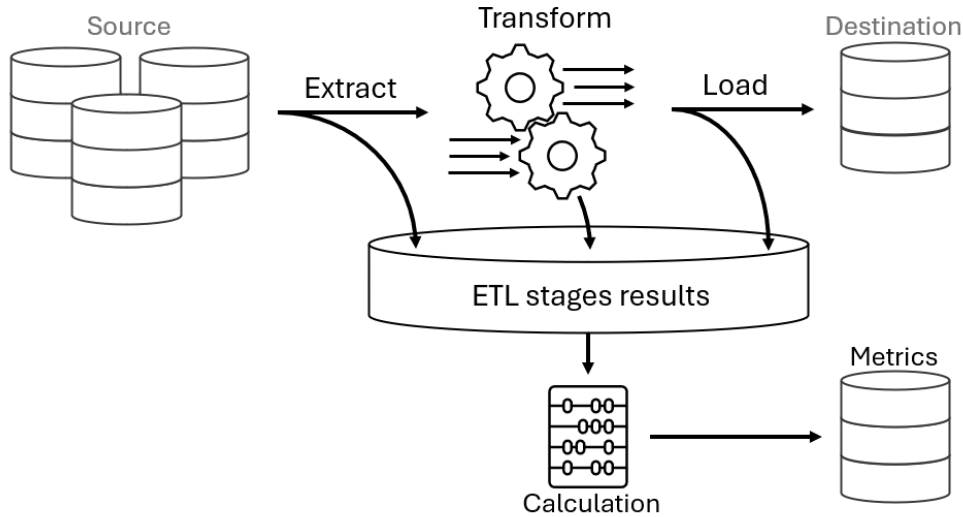 Source
Transform
Destination
Extract
Load
ETL stages results
Metrics
Calculation